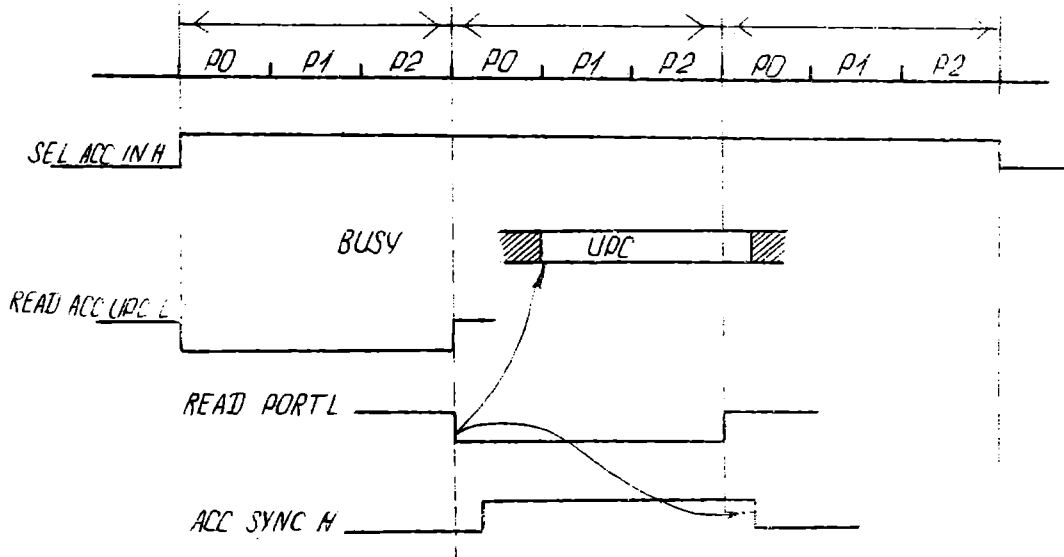 P0 P1 P2 P0 P1 P2 P0 P1 P2
SEL ACC IN H
BUSY UPC
READ ACC UPC L
READ PORT L
ACC SYNC H